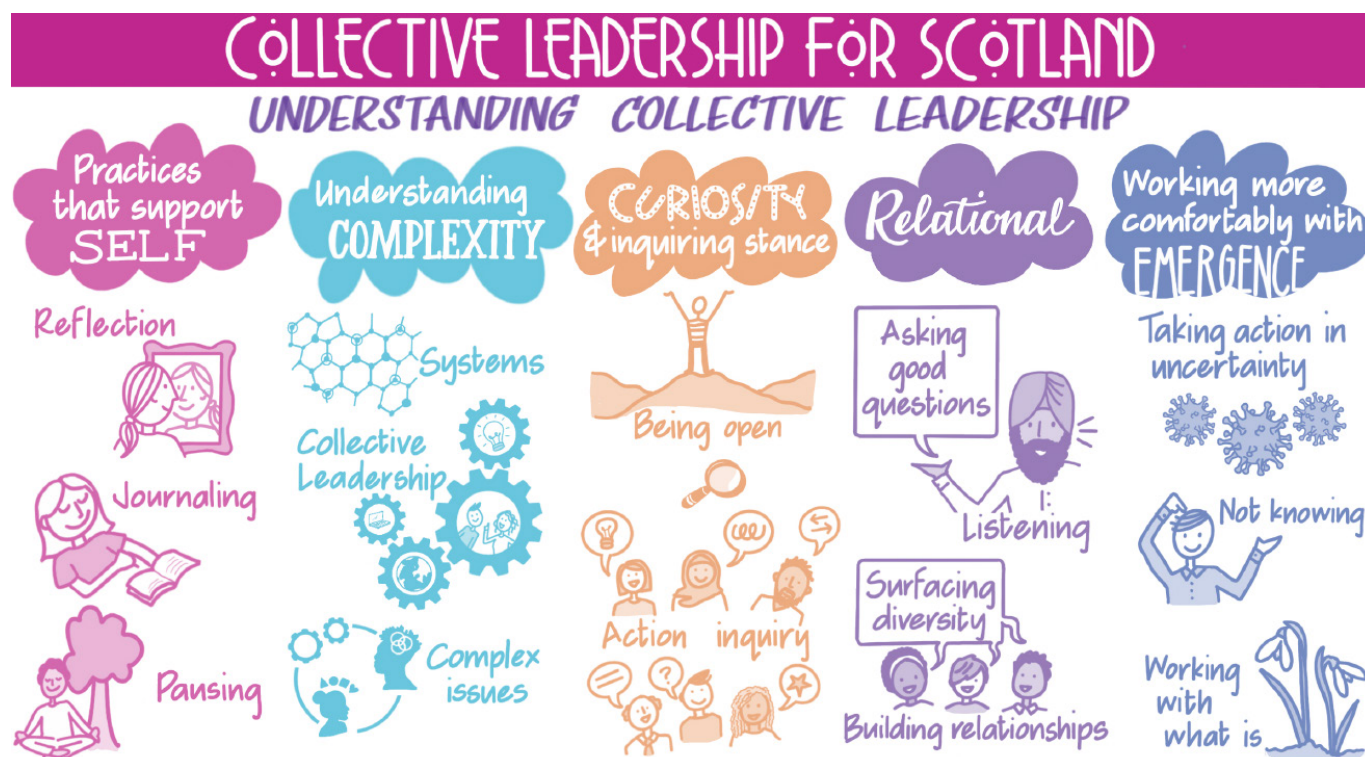 COLLECTIVE LEADERSHIP FOR SCOTLAND
UNDERSTANDING COLLECTIVE LEADERSHIP
Practices
that support
SELF
Reflection
Journaling
Pausing
Understanding
COMPLEXITY
Systems
Collective
Leadership
Complex
issues
CURIOSITY
& inquiring stance
Being open
Action inquiry
Relational
Asking
good
questions
Listening
Surfacing
diversity
Building relationships
Working more
comfortably with
EMERGENCE
Taking action in
uncertainty
Not knowing
Working
with
what is